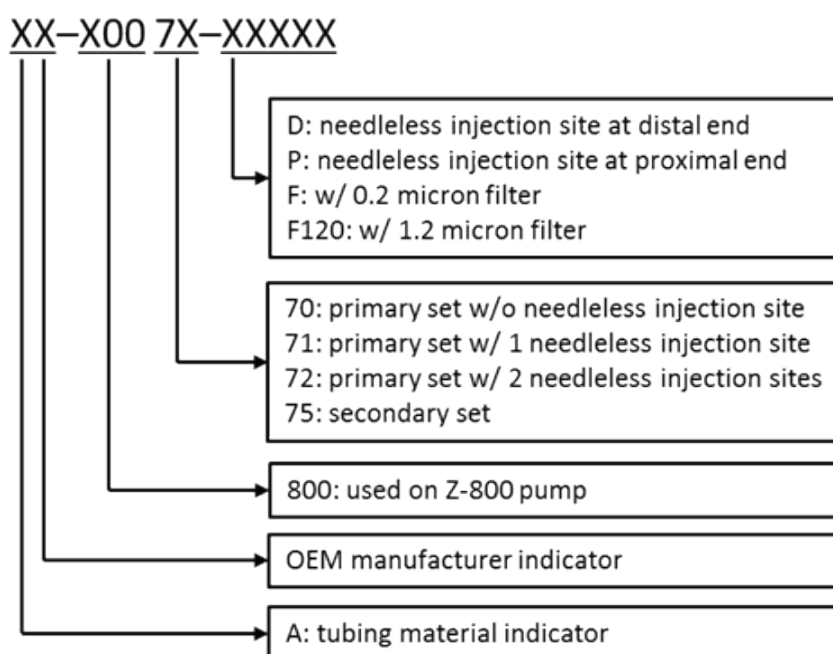 XX–X00 7X–XXXXX
D: needleless injection site at distal end
P: needleless injection site at proximal end
F: w/ 0.2 micron filter
F120: w/ 1.2 micron filter
70: primary set w/o needleless injection site
71: primary set w/ 1 needleless injection site
72: primary set w/ 2 needleless injection sites
75: secondary set
800: used on Z-800 pump
OEM manufacturer indicator
A: tubing material indicator